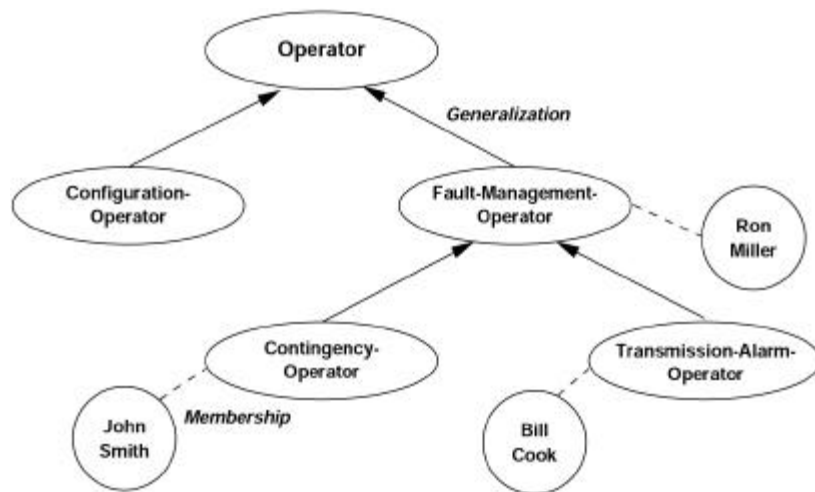 Operator
Generalization
Configuration-
Operator
Fault-Management-
Operator
Ron
Miller
Contingency-
Operator
Transmission-Alarm-
Operator
Membership
John
Smith
Bill
Cook